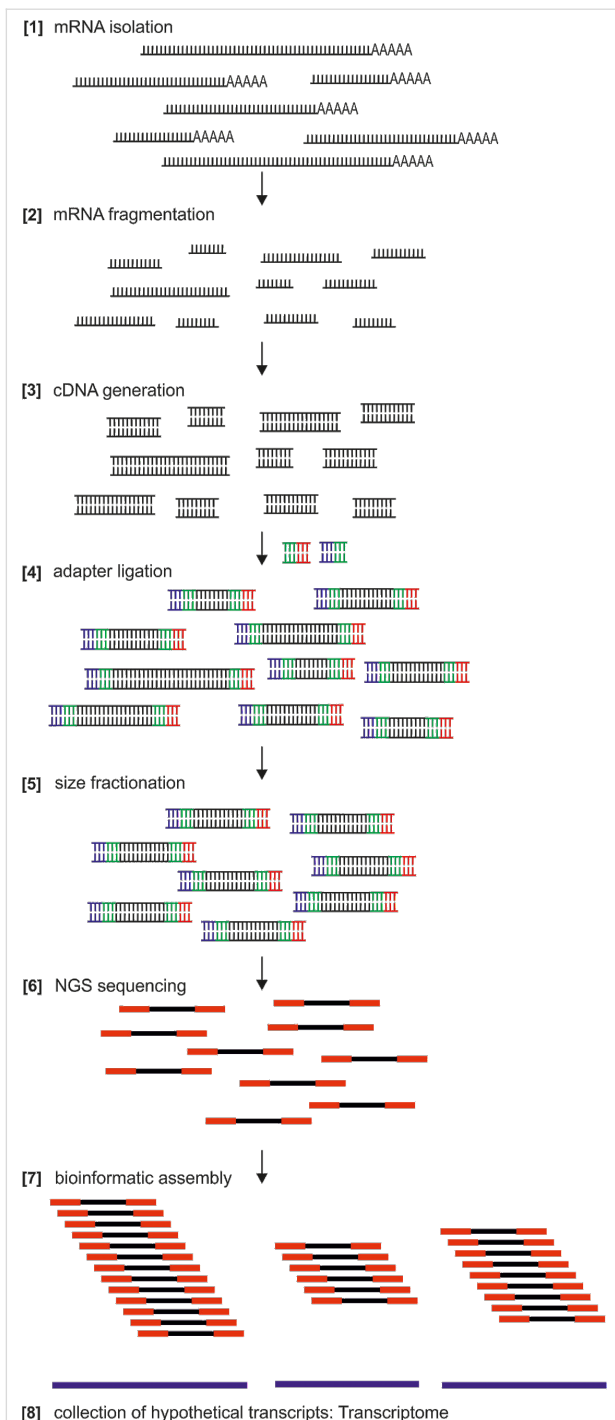 [1] mRNA isolation
AAAAA
AAAAA AAAAA
AAAAA
AAAAA AAAAA
AAAAA
[2] mRNA fragmentation
[3] cDNA generation
[4] adapter ligation
[5] size fractionation
[6] NGS sequencing
[7] bioinformatic assembly
[8] collection of hypothetical transcripts: Transcriptome